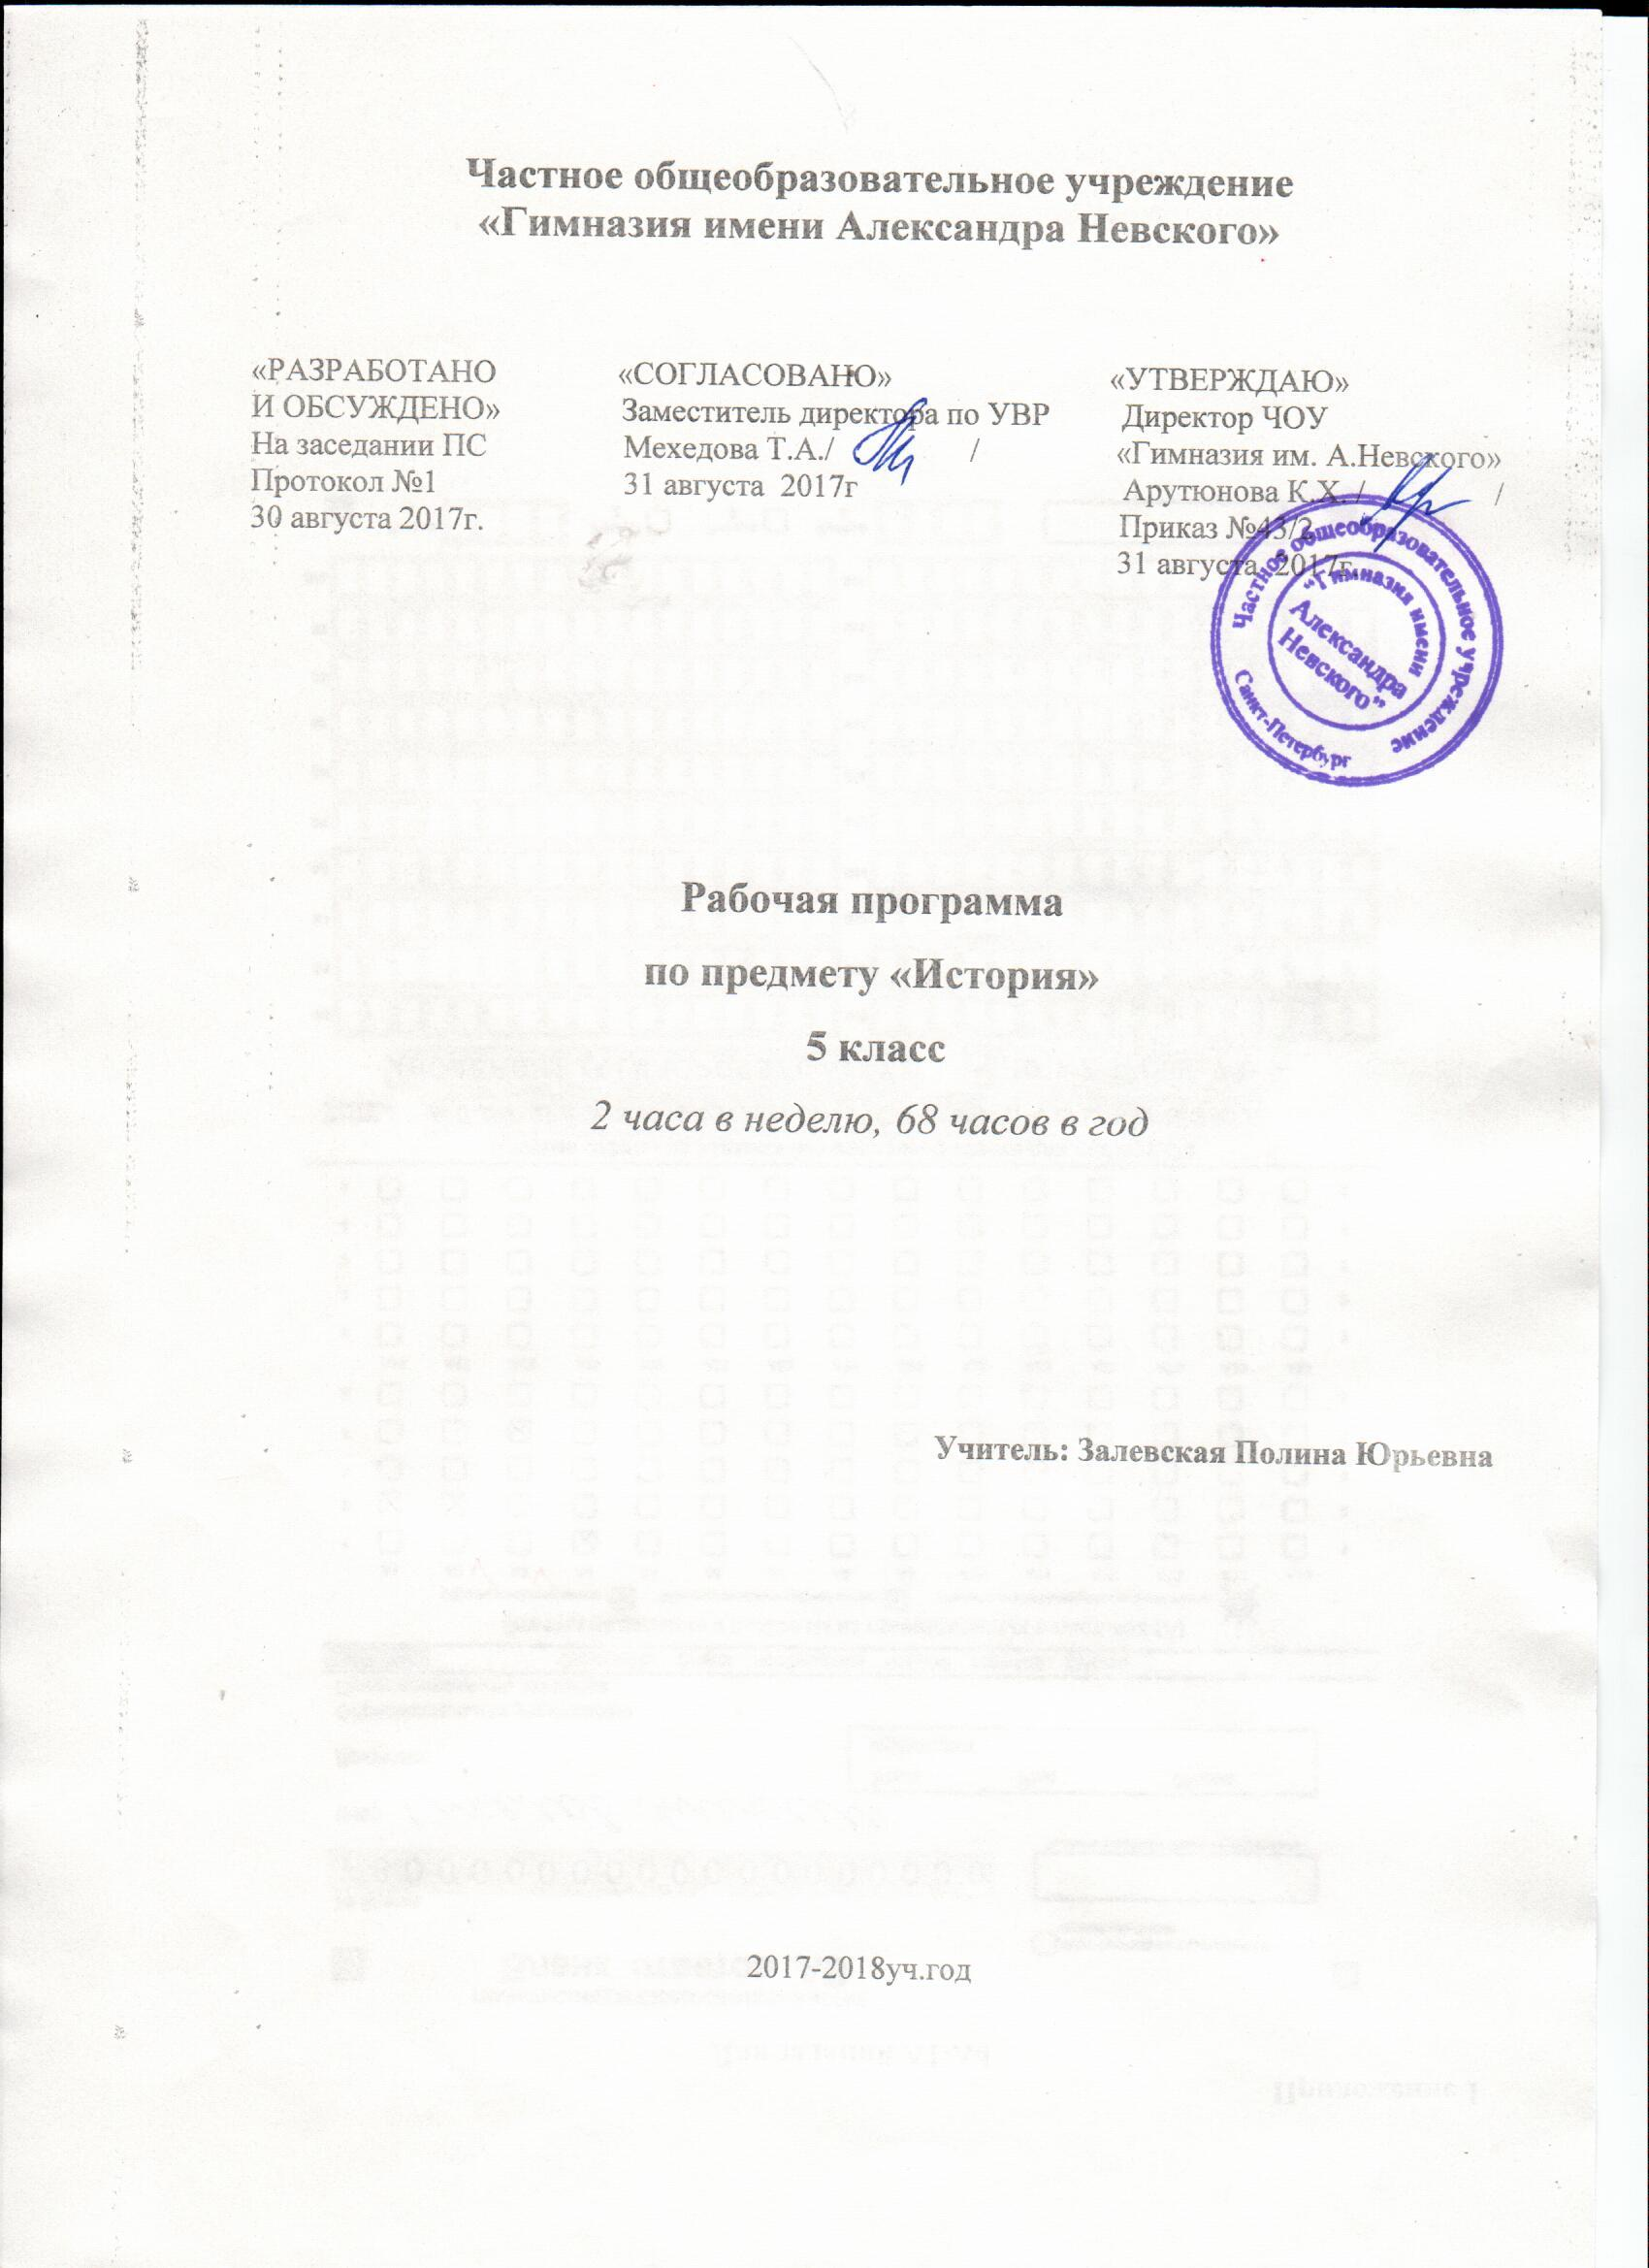 Частное общеобразовательное учреждение
«Гимназия имени Александра Невского»
«РАЗРАБОТАНО
И ОБСУЖДЕНО»
На заседании ПС
Протокол №1
30 августа 2017г.
«СОГЛАСОВАНО»
Заместитель директора по УВР
Мехедова Т.А./ /
31 августа 2017г
«УТВЕРЖДАЮ»
Директор ЧОУ
«Гимназия им. А.Невского»
Арутюнова К.Х. / /
Приказ №43/2
31 августа 2017г.
Частное общеобразовательное учреждение
Санкт-Петербург
"Гимназия имени
Александра
Невского"
Рабочая программа
по предмету «История»
5 класс
2 часа в неделю, 68 часов в год
Учитель: Залевская Полина Юрьевна
2017-2018уч.год